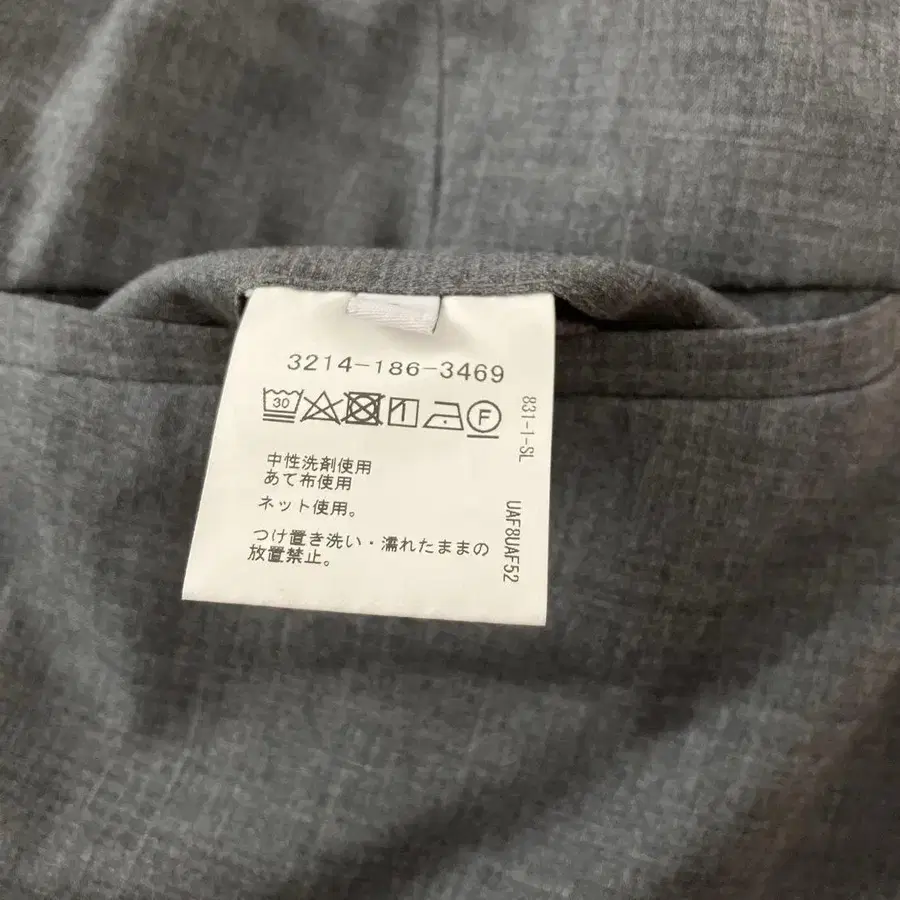 3214-186-3469
30
F
中性洗剤使用
あて布使用
ネット使用。
つけ置き洗い・濡れたままの
放置禁止。
831-1-SL
UAF8UAF52